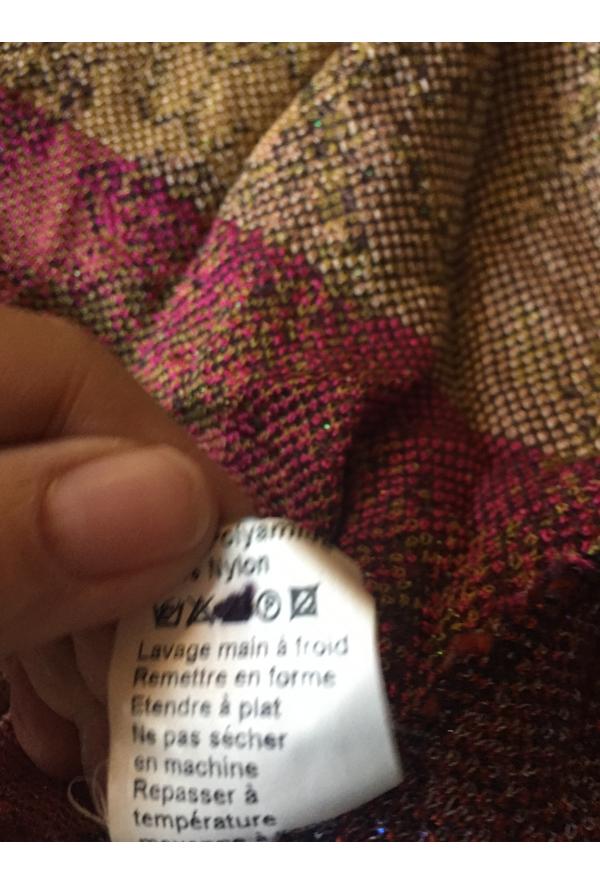 Nylon
Lavage main à froid
Remettre en forme
Etendre à plat
Ne pas sécher
en machine
Repasser à
température